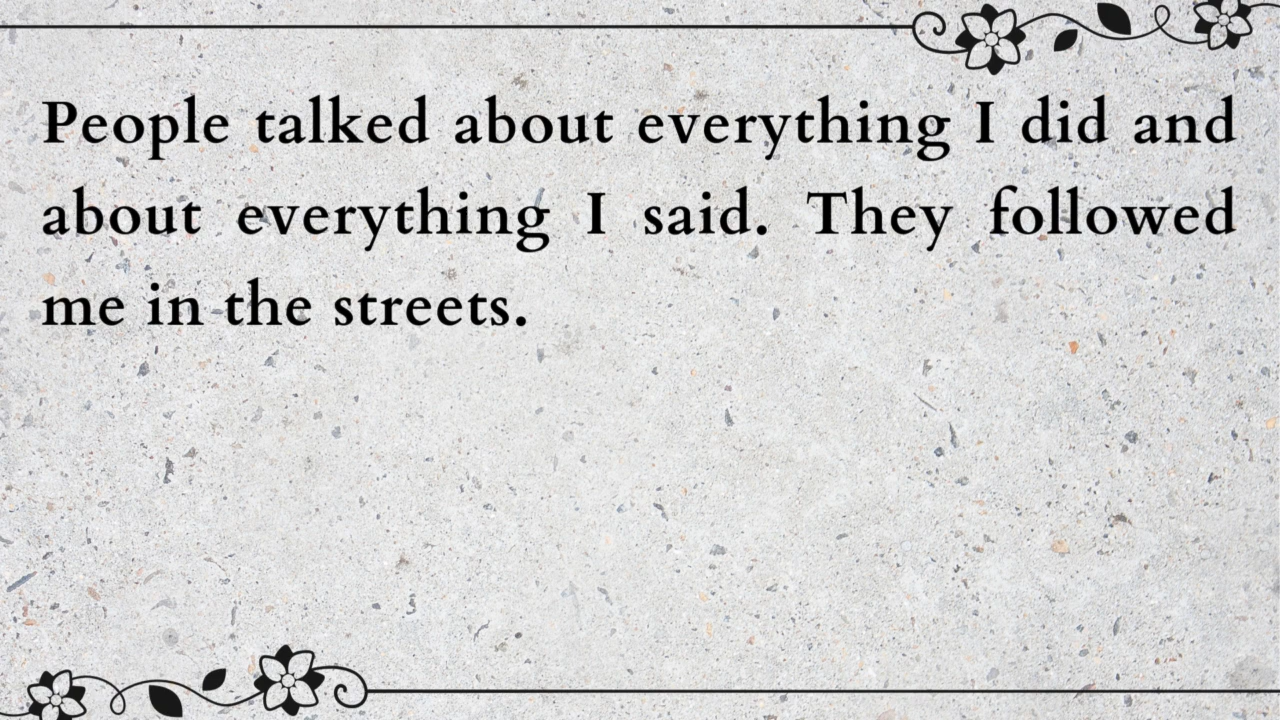 People talked about everything I did and
about everything I said. They followed
me in the streets.